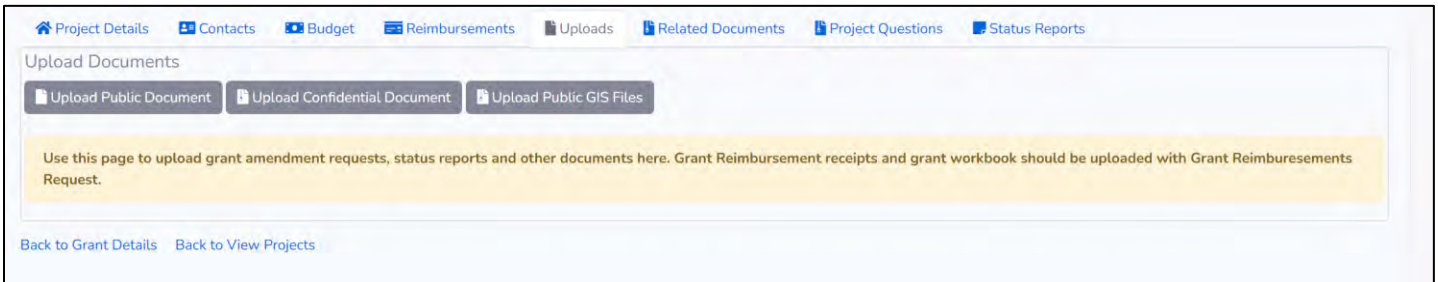 Project Details Contacts Budget Reimbursements Uploads Related Documents Project Questions Status Reports
Upload Documents
Upload Public Document Upload Confidential Document Upload Public GIS Files
Use this page to upload grant amendment requests, status reports and other documents here. Grant Reimbursement receipts and grant workbook should be uploaded with Grant Reimburesements
Request.
Back to Grant Details Back to View Projects